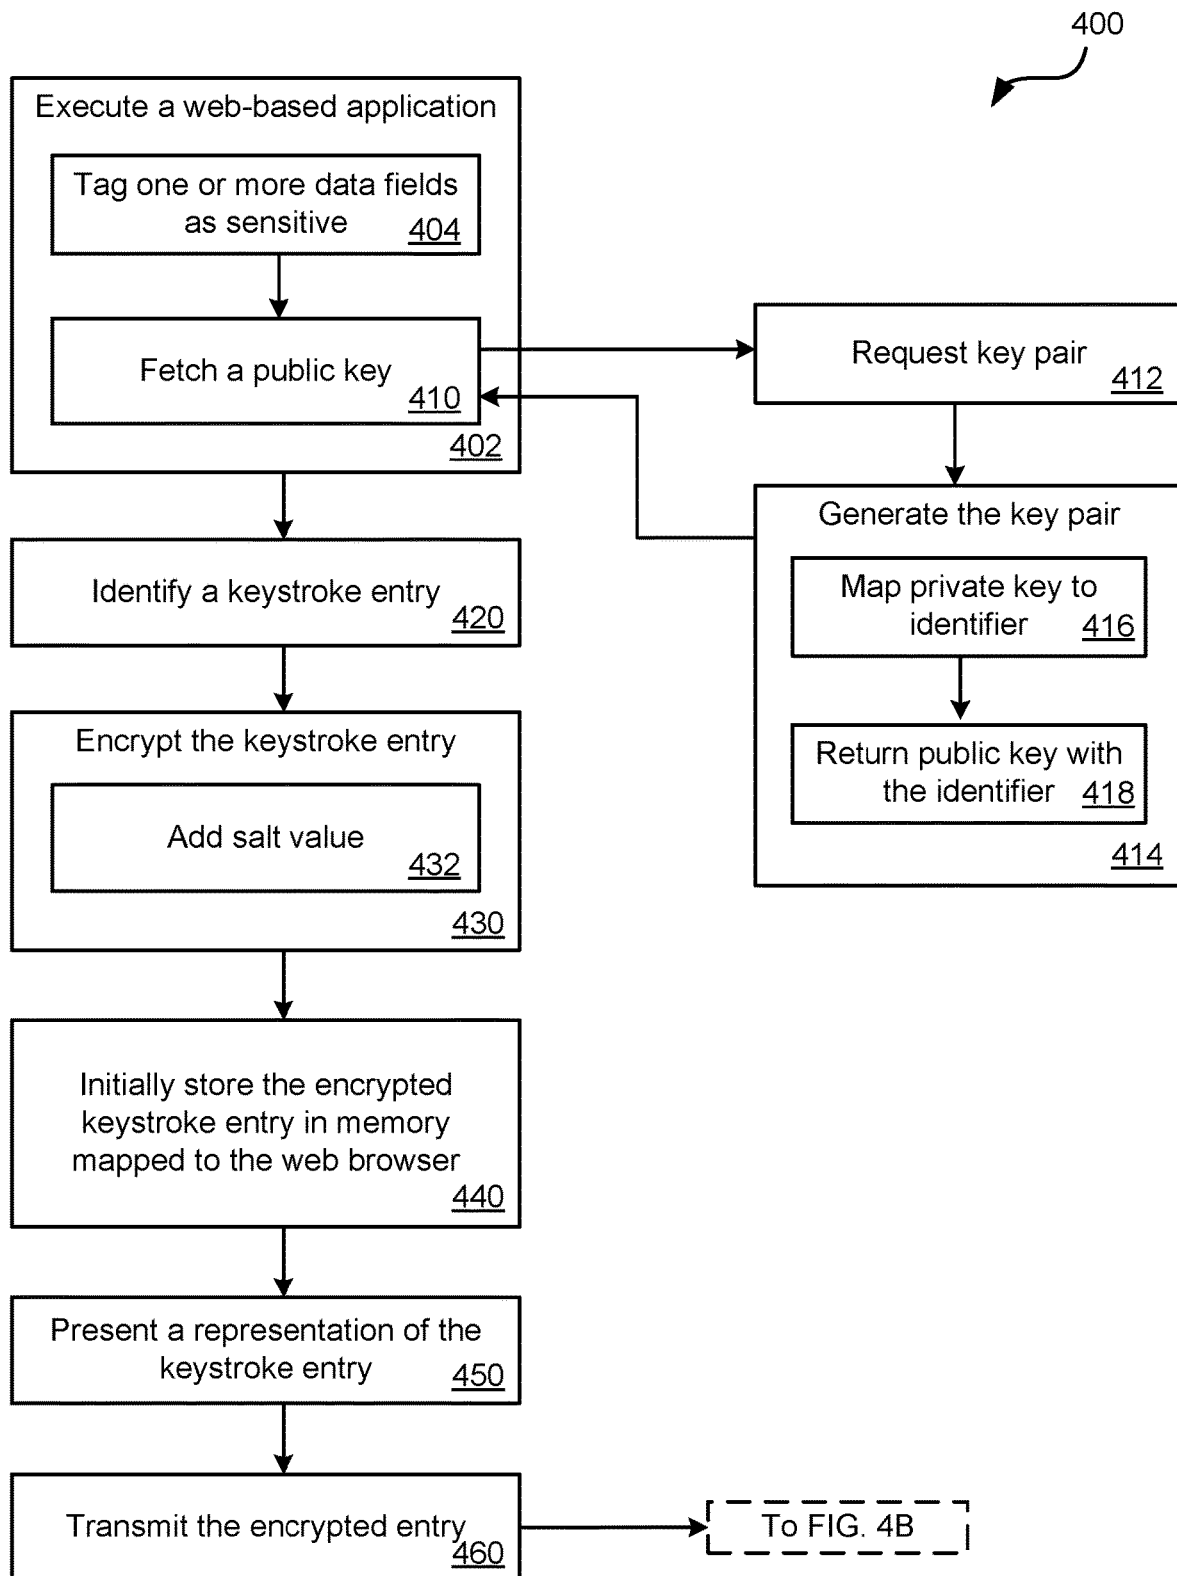 400
Execute a web-based application
Tag one or more data fields
as sensitive
404
Fetch a public key
410
402
Request key pair
412
Generate the key pair
Map private key to
identifier
416
Return public key with
the identifier
418
414
Identify a keystroke entry
420
Encrypt the keystroke entry
Add salt value
432
430
Initially store the encrypted
keystroke entry in memory
mapped to the web browser
440
Present a representation of the
keystroke entry
450
Transmit the encrypted entry
460
To FIG. 4B